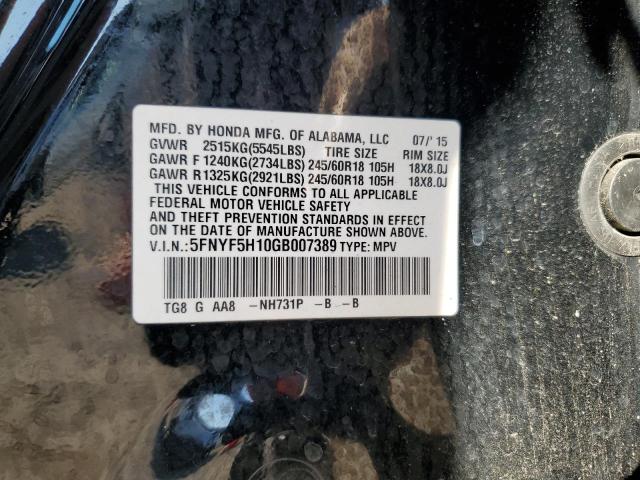 MFD. BY HONDA MFG. OF ALABAMA, LLC 07/'15
GVWR 2515KG(5545LBS) TIRE SIZE RIM SIZE
GAWR F 1240KG(2734LBS) 245/60R18 105H 18X8.0J
GAWR R 1325KG(2921LBS) 245/60R18 105H 18X8.0J
THIS VEHICLE CONFORMS TO ALL APPLICABLE
FEDERAL MOTOR VEHICLE SAFETY
AND THEFT PREVENTION STANDARDS IN EFFECT
ON THE DATE OF MANUFACTURE SHOWN ABOVE.
V.I.N.: 5FNYF5H10GB007389 TYPE: MPV
TG8 G AA8 -NH731P -B -B